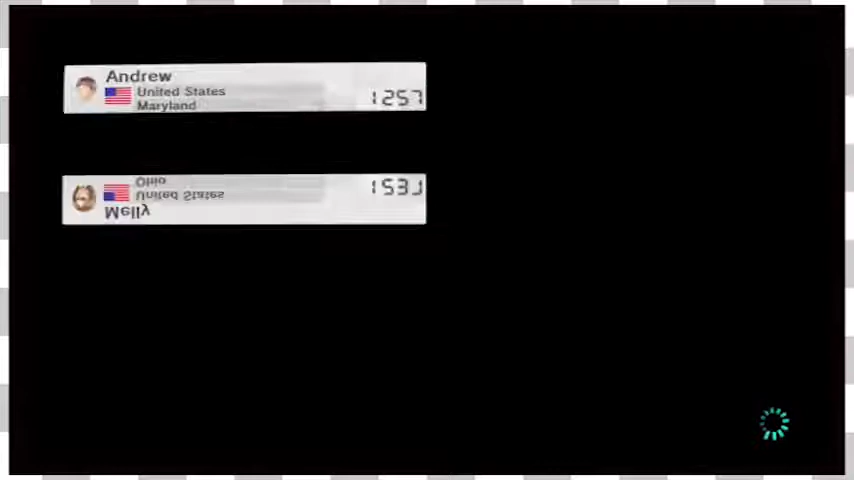 Andrew
United States
Maryland
1257
Melly
United States
Ohio